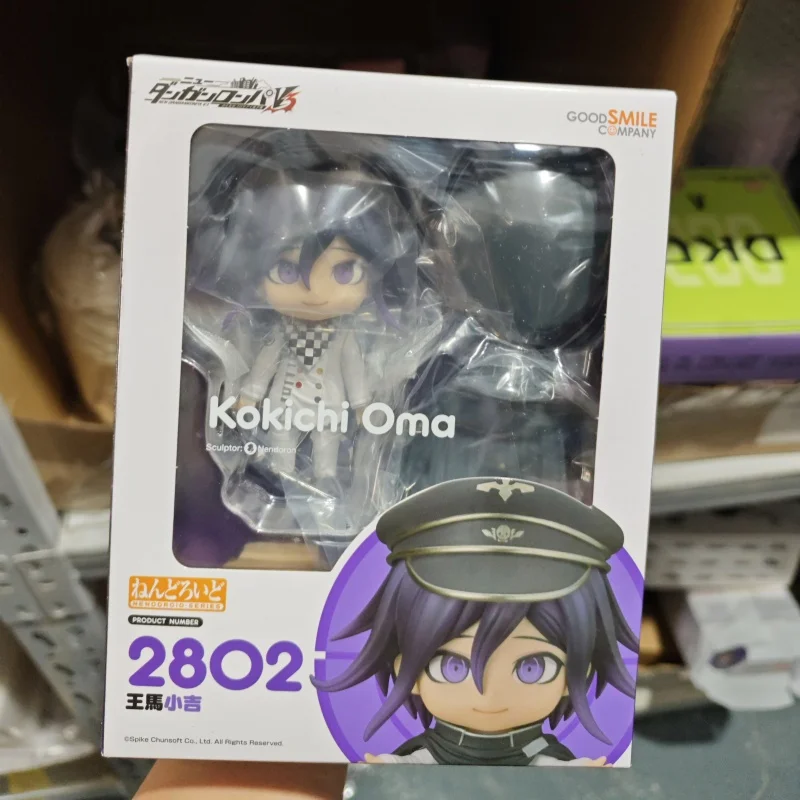 ニュー
ダンガンロンパV3
GOOD SMILE
COMPANY
Kokichi Oma
Sculptor: Nendoron
ねんどろいど
NENDOROID SERIES
PRODUCT NUMBER
2802
王馬小吉
©Spike Chunsoft Co., Ltd. All Rights Reserved.